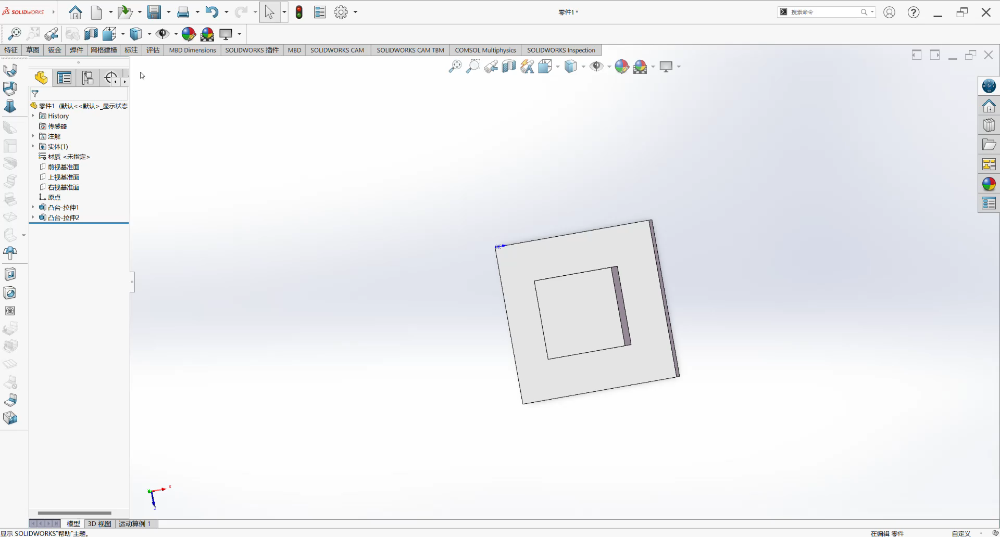 SOLIDWORKS
零件1 *
搜索命令
特征 草图 钣金 焊件 网格建模 标注 评估 MBD Dimensions SOLIDWORKS 插件 MBD SOLIDWORKS CAM SOLIDWORKS CAM TBM COMSOL Multiphysics SOLIDWORKS Inspection
零件1 (默认<<默认>_显示状态
History
传感器
注解
实体(1)
材质 <未指定>
前视基准面
上视基准面
右视基准面
原点
凸台-拉伸1
凸台-拉伸2
x
z
模型 3D 视图 运动算例 1
显示 SOLIDWORKS“帮助”主题。
在编辑 零件
自定义